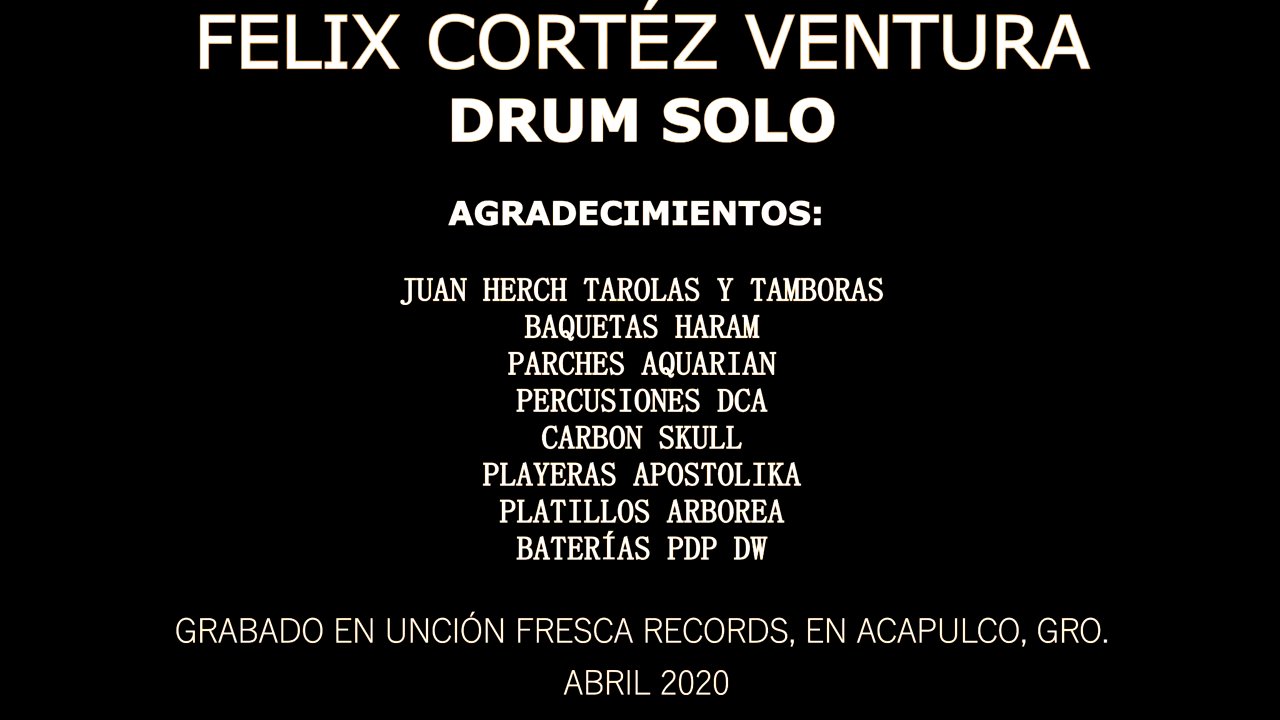 FELIX CORTÉZ VENTURA
DRUM SOLO
AGRADECIMIENTOS:
JUAN HERCH TAROLAS Y TAMBORAS
BAQUETAS HARAM
PARCHES AQUARIAN
PERCUSIONES DCA
CARBON SKULL
PLAYERAS APOSTOLIKA
PLATILLOS ARBOREA
BATERÍAS PDP DW
GRABADO EN UNCIÓN FRESCA RECORDS, EN ACAPULCO, GRO.
ABRIL 2020